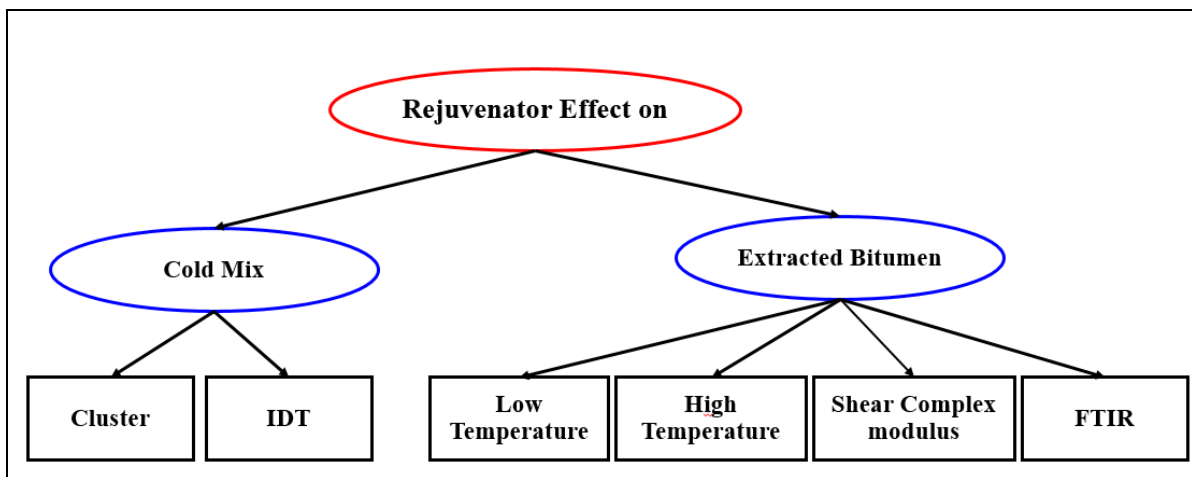 Rejuvenator Effect on
Cold Mix
Extracted Bitumen
Cluster
IDT
Low
Temperature
High
Temperature
Shear Complex
modulus
FTIR